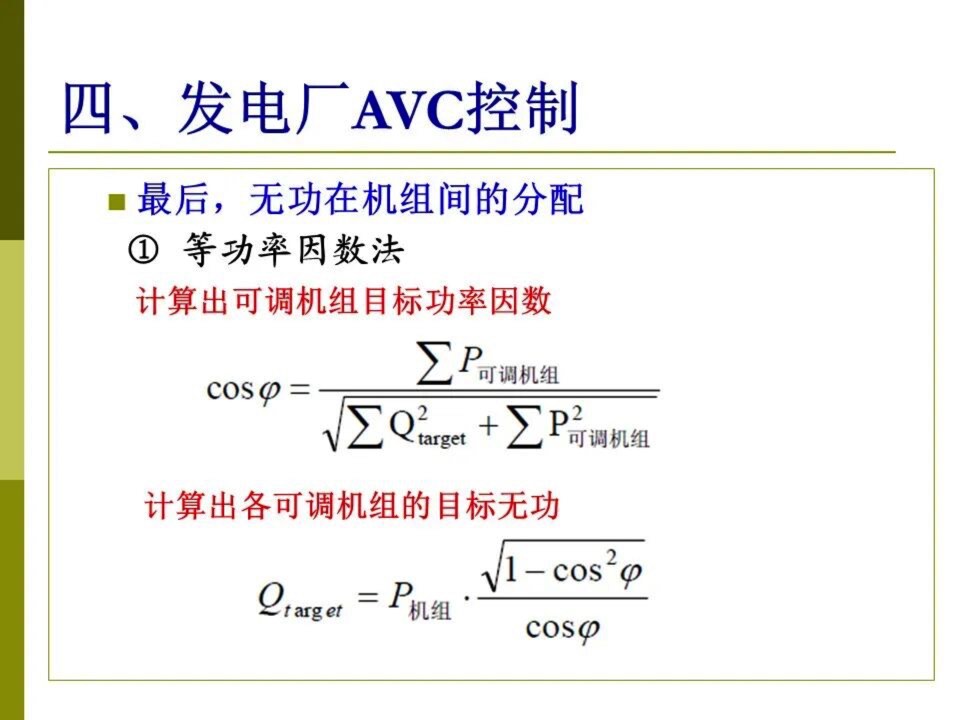 四、发电厂AVC控制
最后，无功在机组间的分配
① 等功率因数法
计算出可调机组目标功率因数
cosφ = ∑P可调机组 / √(∑Q²target + ∑P²可调机组)
计算出各可调机组的目标无功
Qtarget = P机组 · √(1 − cos²φ) / cosφ